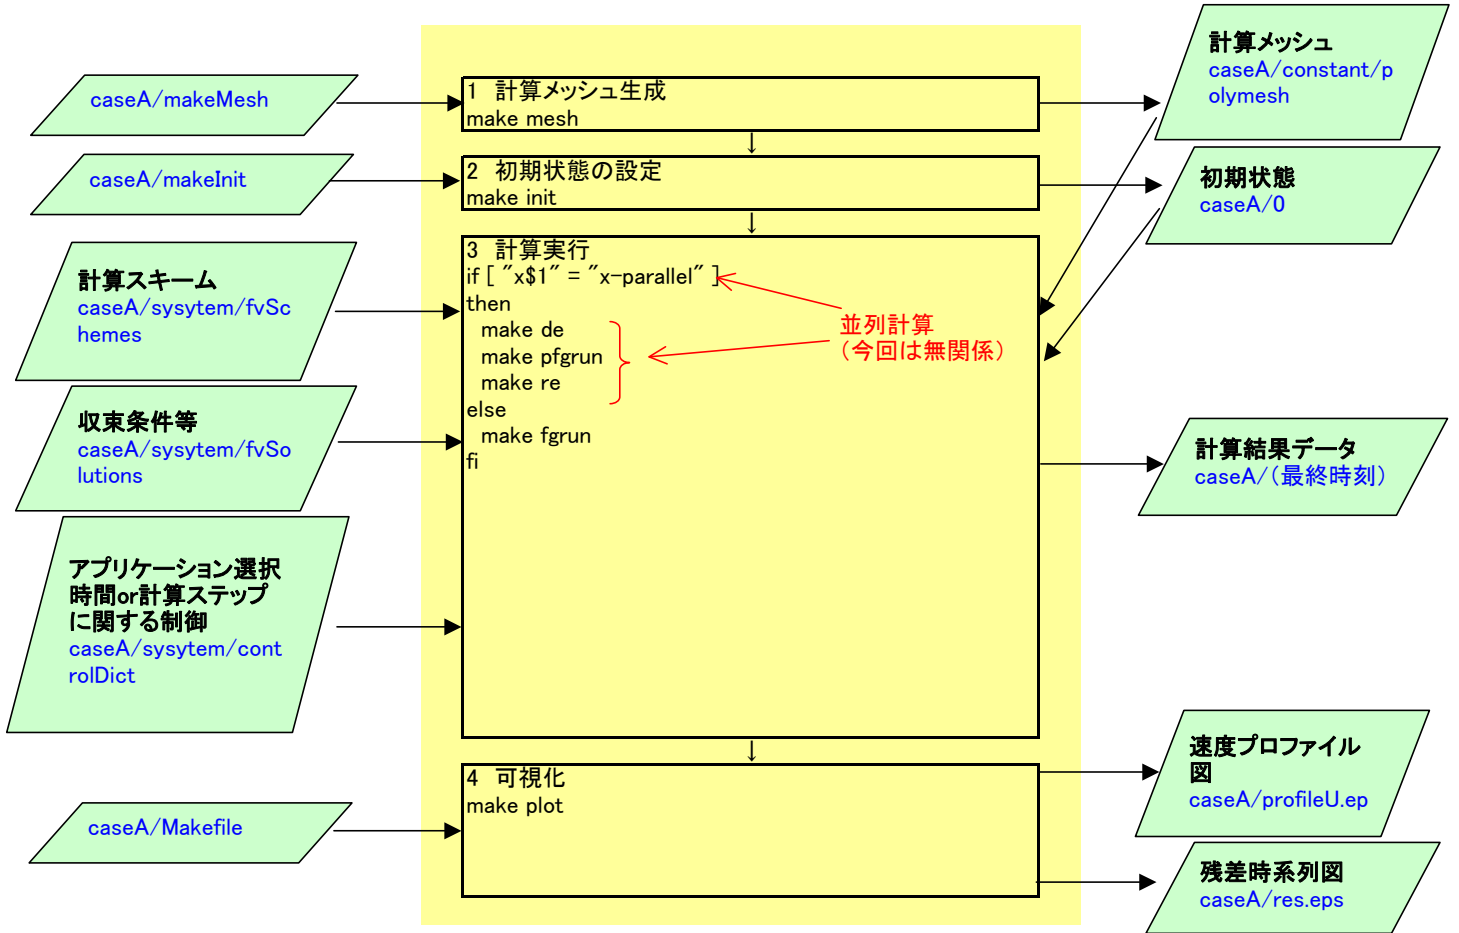 caseA/makeMesh
caseA/makeInit
計算スキーム
caseA/sysytem/fvSc
hemes
収束条件等
caseA/sysytem/fvSo
lutions
アプリケーション選択
時間or計算ステップ
に関する制御
caseA/sysytem/cont
rolDict
caseA/Makefile
1 計算メッシュ生成
make mesh
↓
2 初期状態の設定
make init
↓
3 計算実行
if [ "x$1" = "x-parallel" ]
then
make de
make pfgrun
make re
else
make fgrun
fi
並列計算
(今回は無関係)
↓
4 可視化
make plot
計算メッシュ
caseA/constant/p
olymesh
初期状態
caseA/0
計算結果データ
caseA/(最終時刻)
速度プロファイル
図
caseA/profileU.ep
残差時系列図
caseA/res.eps